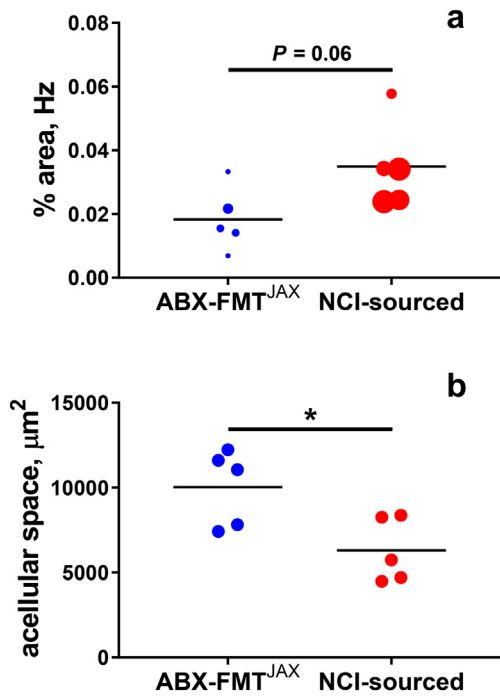 a
P = 0.06
% area, Hz
0.08
0.06
0.04
0.02
0.00
ABX-FMTJAX NCI-sourced
b
*
acellular space, μm2
15000
10000
5000
0
ABX-FMTJAX NCI-sourced